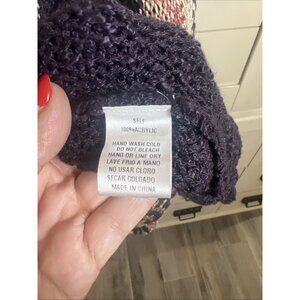 SELF
100% ACRYLIC
HAND WASH COLD
DO NOT BLEACH
HAND OR LINE DRY
LAVE FRIO A MANO
NO USAR CLORO
SECAR COLGADO
MADE IN CHINA